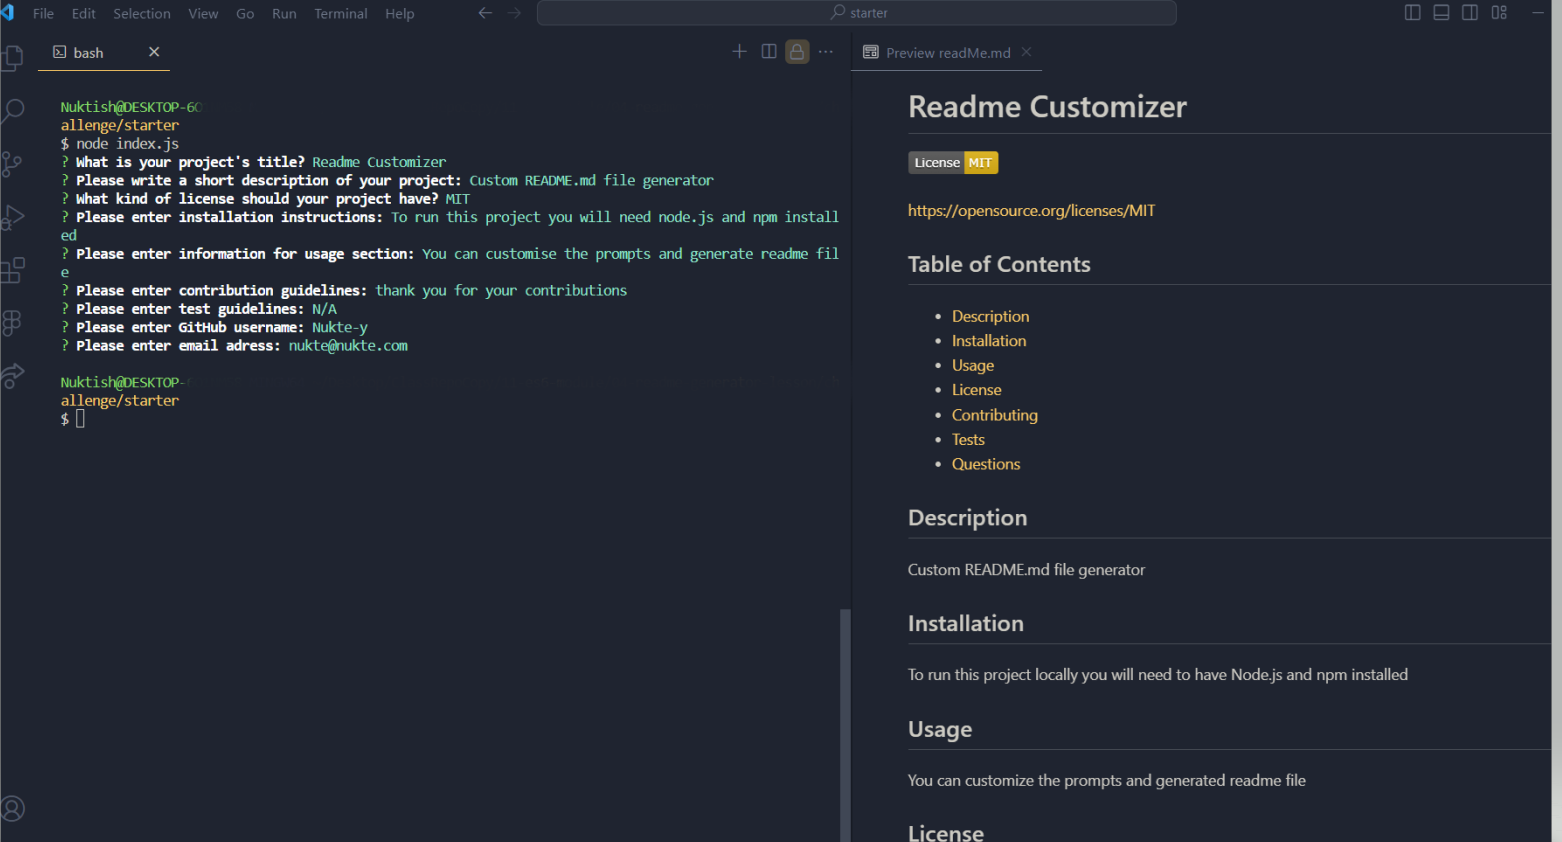 File Edit Selection View Go Run Terminal Help
starter
bash
Preview readMe.md
Nuktish@DESKTOP-6
allenge/starter
$ node index.js
? What is your project's title? Readme Customizer
? Please write a short description of your project: Custom README.md file generator
? What kind of license should your project have? MIT
? Please enter installation instructions: To run this project you will need node.js and npm install
ed
? Please enter information for usage section: You can customise the prompts and generate readme fil
e
? Please enter contribution guidelines: thank you for your contributions
? Please enter test guidelines: N/A
? Please enter GitHub username: Nukte-y
? Please enter email adress: nukte@nukte.com
Nuktish@DESKTOP-
allenge/starter
$
Readme Customizer
License MIT
https://opensource.org/licenses/MIT
Table of Contents
• Description
• Installation
• Usage
• License
• Contributing
• Tests
• Questions
Description
Custom README.md file generator
Installation
To run this project locally you will need to have Node.js and npm installed
Usage
You can customize the prompts and generated readme file
License